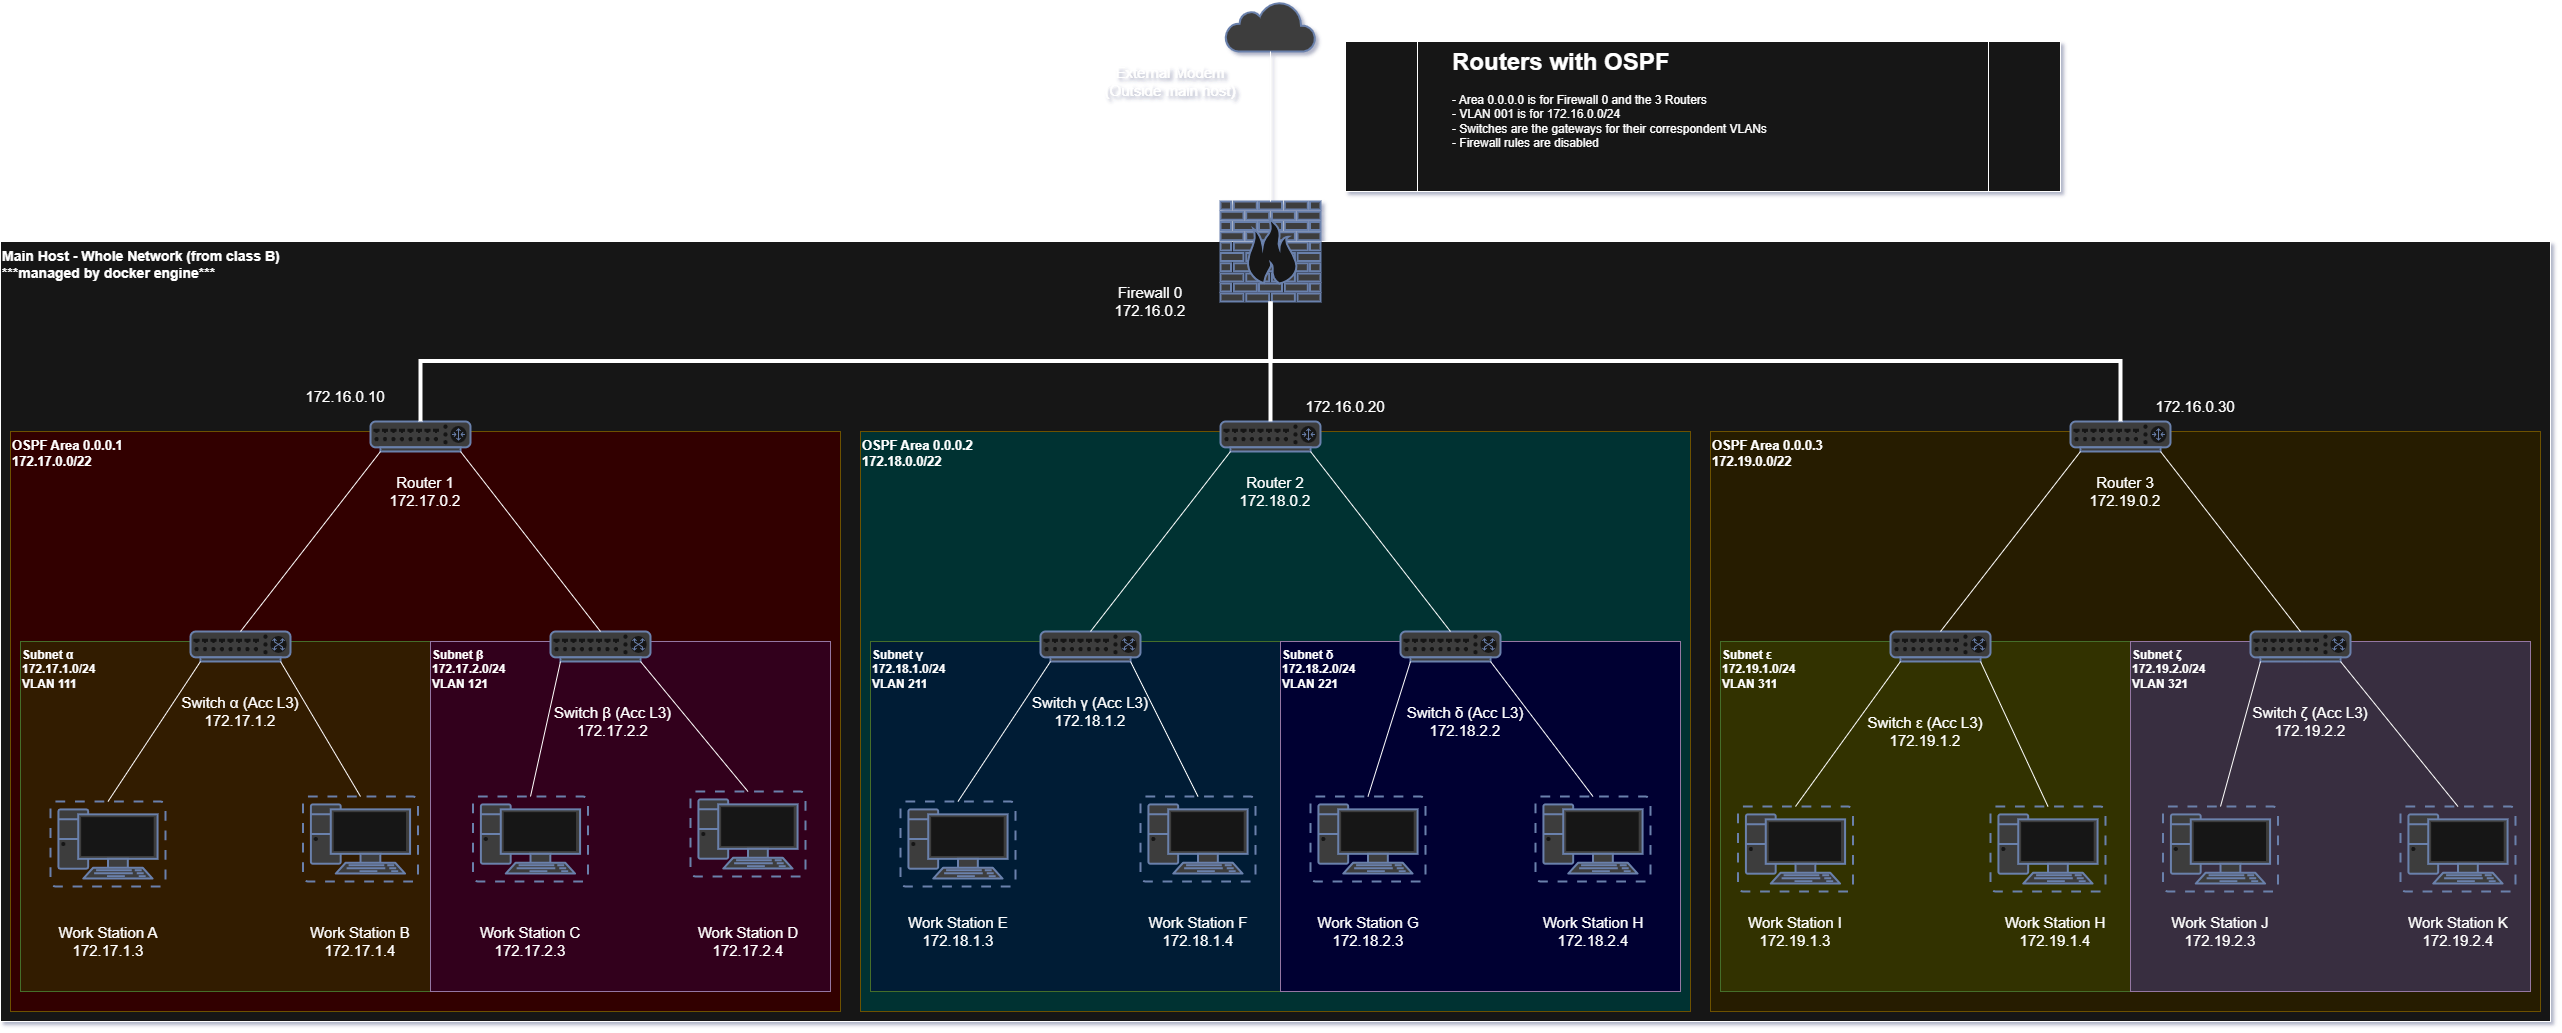 External Modem
(Outside main host)
Routers with OSPF
- Area 0.0.0.0 is for Firewall 0 and the 3 Routers
- VLAN 001 is for 172.16.0.0/24
- Switches are the gateways for their correspondent VLANs
- Firewall rules are disabled
Main Host - Whole Network (from class B)
***managed by docker engine***
Firewall 0
172.16.0.2
172.16.0.10
172.16.0.20
172.16.0.30
OSPF Area 0.0.0.1
172.17.0.0/22
Router 1
172.17.0.2
Subnet α
172.17.1.0/24
VLAN 111
Switch α (Acc L3)
172.17.1.2
Work Station A
172.17.1.3
Work Station B
172.17.1.4
Subnet β
172.17.2.0/24
VLAN 121
Switch β (Acc L3)
172.17.2.2
Work Station C
172.17.2.3
Work Station D
172.17.2.4
OSPF Area 0.0.0.2
172.18.0.0/22
Router 2
172.18.0.2
Subnet γ
172.18.1.0/24
VLAN 211
Switch γ (Acc L3)
172.18.1.2
Work Station E
172.18.1.3
Work Station F
172.18.1.4
Subnet δ
172.18.2.0/24
VLAN 221
Switch δ (Acc L3)
172.18.2.2
Work Station G
172.18.2.3
Work Station H
172.18.2.4
OSPF Area 0.0.0.3
172.19.0.0/22
Router 3
172.19.0.2
Subnet ε
172.19.1.0/24
VLAN 311
Switch ε (Acc L3)
172.19.1.2
Work Station I
172.19.1.3
Work Station H
172.19.1.4
Subnet ζ
172.19.2.0/24
VLAN 321
Switch ζ (Acc L3)
172.19.2.2
Work Station J
172.19.2.3
Work Station K
172.19.2.4